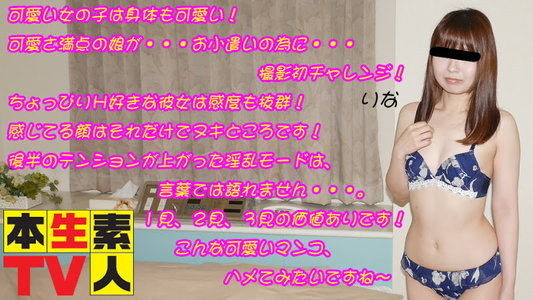 可愛い女の子は身体も可愛い！
可愛さ満点の娘が・・・お小遣いの為に・・・
撮影初チャレンジ！
りな
ちょっぴりH好きな彼女は感度も抜群！
感じてる顔はそれだけでヌキどころです！
後半のテンションが上がった淫乱モードは、
言葉では語れません・・・。
1見、2見、3見の価値ありです！
こんな可愛いマンコ、
ハメてみたいですね～
本生素人
TV